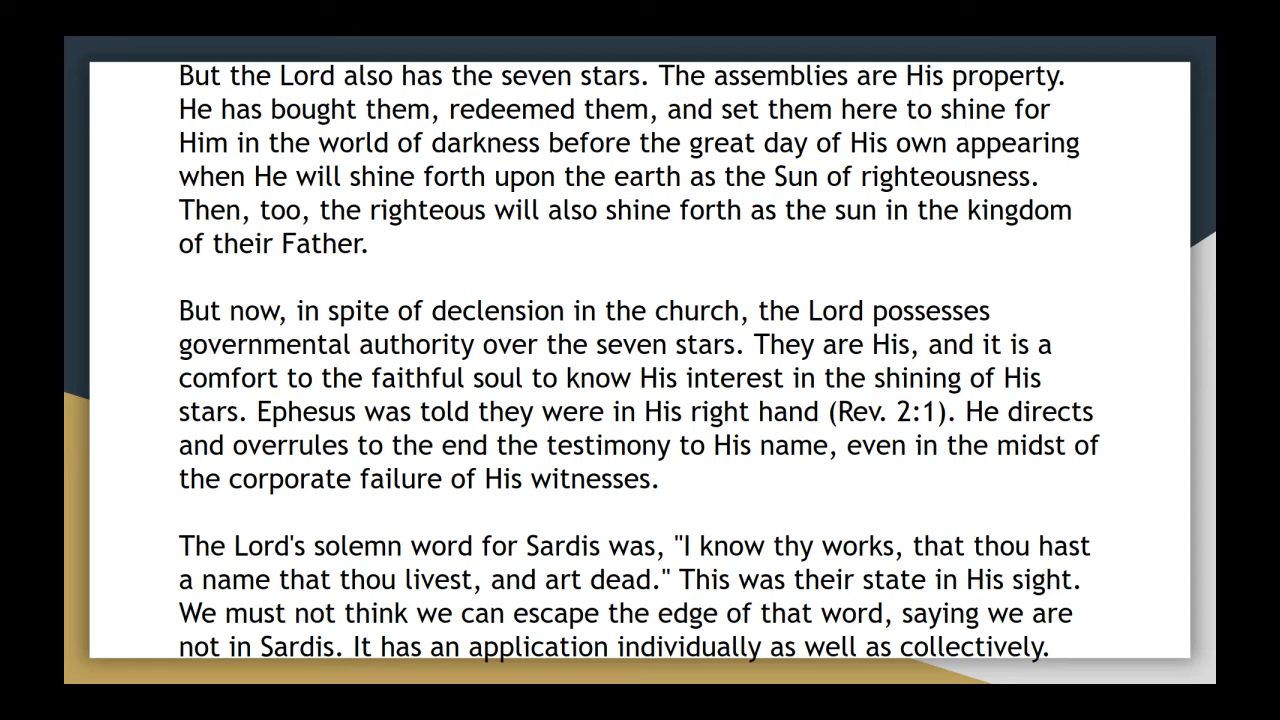 But the Lord also has the seven stars. The assemblies are His property.
He has bought them, redeemed them, and set them here to shine for
Him in the world of darkness before the great day of His own appearing
when He will shine forth upon the earth as the Sun of righteousness.
Then, too, the righteous will also shine forth as the sun in the kingdom
of their Father.
But now, in spite of declension in the church, the Lord possesses
governmental authority over the seven stars. They are His, and it is a
comfort to the faithful soul to know His interest in the shining of His
stars. Ephesus was told they were in His right hand (Rev. 2:1). He directs
and overrules to the end the testimony to His name, even in the midst of
the corporate failure of His witnesses.
The Lord's solemn word for Sardis was, "I know thy works, that thou hast
a name that thou livest, and art dead." This was their state in His sight.
We must not think we can escape the edge of that word, saying we are
not in Sardis. It has an application individually as well as collectively.